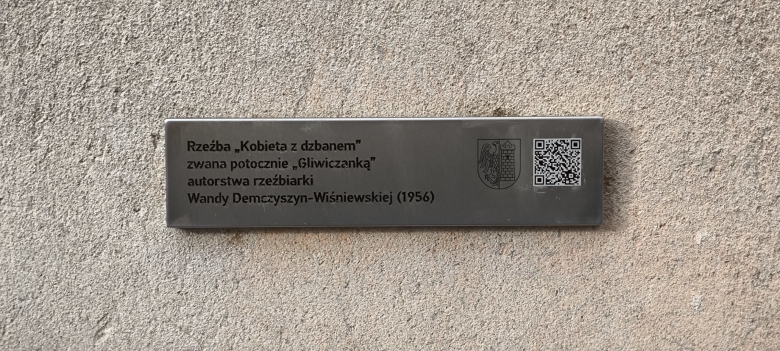 Rzeźba „Kobieta z dzbanem”
zwana potocznie „Gliwiczanką”
autorstwa rzeźbiarki
Wandy Demczyszyn-Wiśniewskiej (1956)